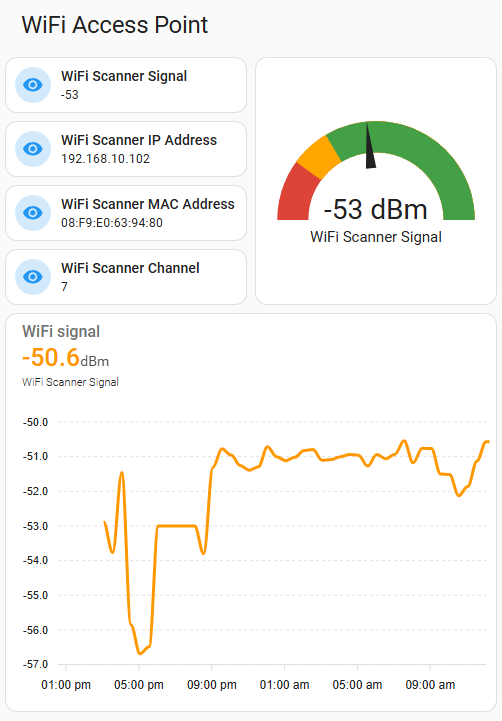 WiFi Access Point
WiFi Scanner Signal
-53
WiFi Scanner IP Address
192.168.10.102
WiFi Scanner MAC Address
08:F9:E0:63:94:80
WiFi Scanner Channel
7
-53 dBm
WiFi Scanner Signal
WiFi signal
-50.6dBm
WiFi Scanner Signal
-50.0
-51.0
-52.0
-53.0
-54.0
-55.0
-56.0
-57.0
01:00 pm 05:00 pm 09:00 pm 01:00 am 05:00 am 09:00 am